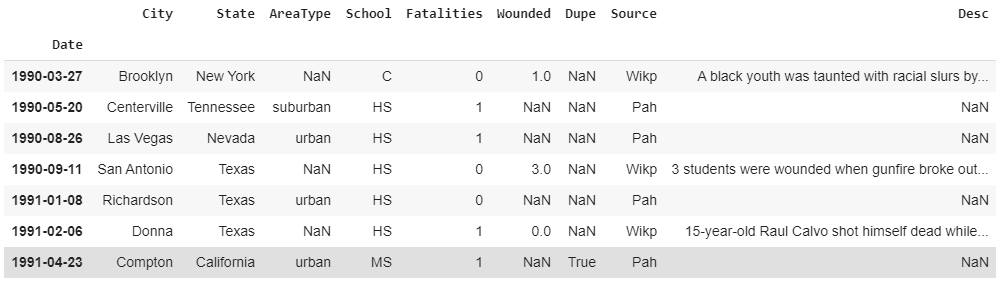 City State AreaType School Fatalities Wounded Dupe Source Desc
Date
1990-03-27 Brooklyn New York NaN C 0 1.0 NaN Wikp A black youth was taunted with racial slurs by...
1990-05-20 Centerville Tennessee suburban HS 1 NaN NaN Pah NaN
1990-08-26 Las Vegas Nevada urban HS 1 NaN NaN Pah NaN
1990-09-11 San Antonio Texas NaN HS 0 3.0 NaN Wikp 3 students were wounded when gunfire broke out...
1991-01-08 Richardson Texas urban HS 0 NaN NaN Pah NaN
1991-02-06 Donna Texas NaN HS 1 0.0 NaN Wikp 15-year-old Raul Calvo shot himself dead while...
1991-04-23 Compton California urban MS 1 NaN True Pah NaN